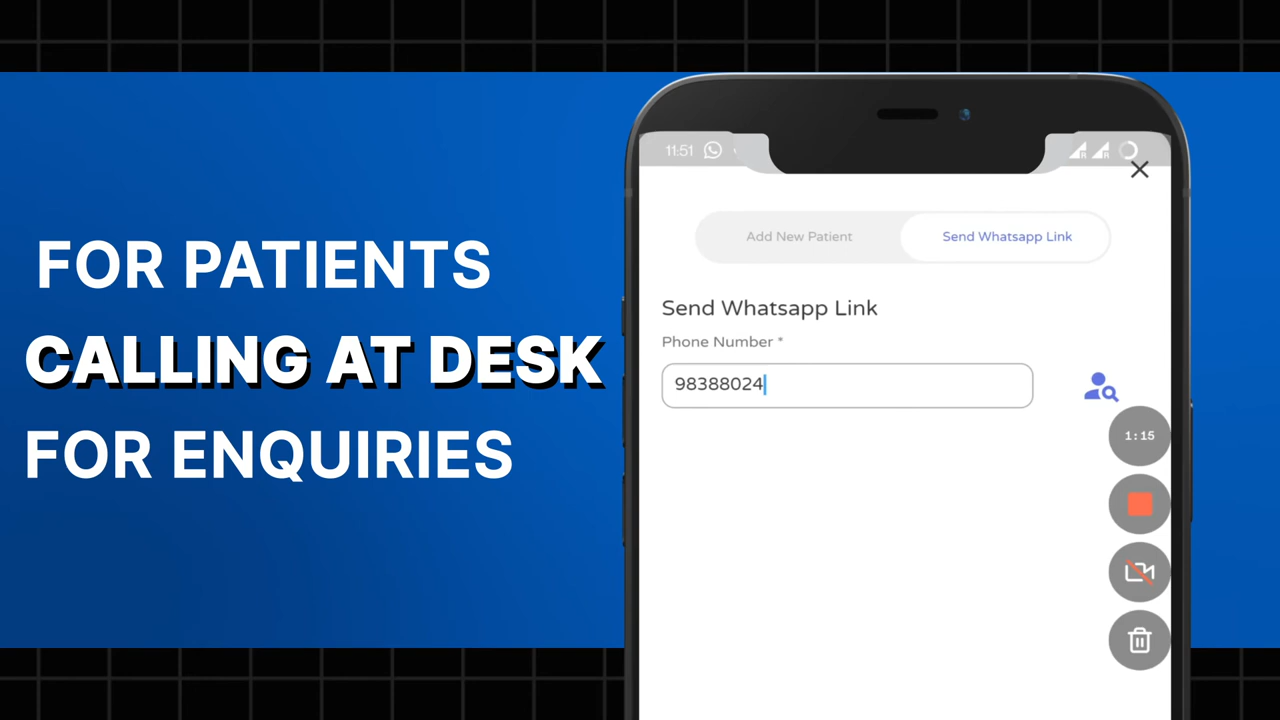 FOR PATIENTS
CALLING AT DESK
FOR ENQUIRIES
11:51
Add New Patient
Send Whatsapp Link
Send Whatsapp Link
Phone Number *
98388024
1:15